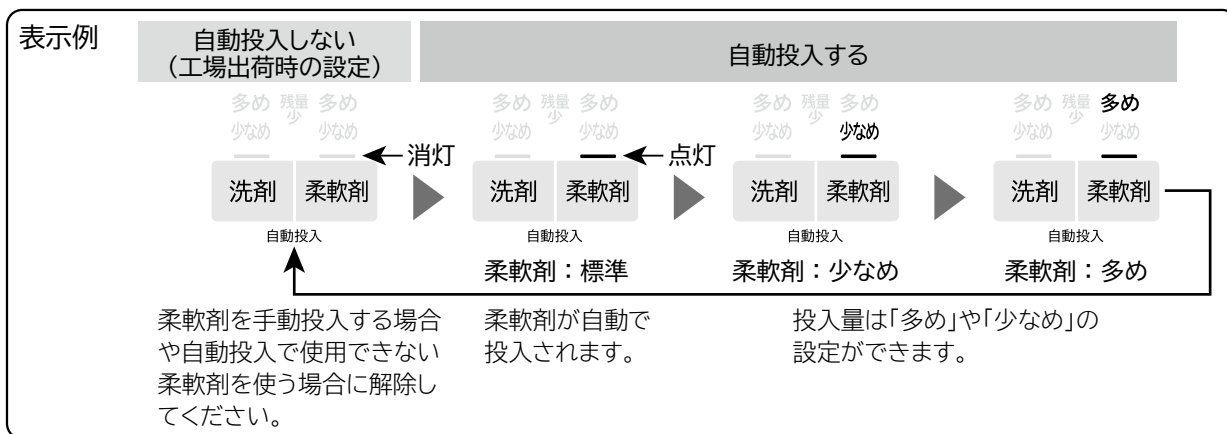 表示例
自動投入しない
（工場出荷時の設定）
自動投入する
多め 残量少 多め
少なめ 少なめ
消灯
洗剤 柔軟剤
自動投入
多め 残量少 多め
少なめ 少なめ
点灯
洗剤 柔軟剤
自動投入
柔軟剤：標準
多め 残量少 多め
少なめ 少なめ
洗剤 柔軟剤
自動投入
柔軟剤：少なめ
多め 残量少 多め
少なめ 少なめ
洗剤 柔軟剤
自動投入
柔軟剤：多め
柔軟剤を手動投入する場合
や自動投入で使用できない
柔軟剤を使う場合に解除し
てください。
柔軟剤が自動で
投入されます。
投入量は「多め」や「少なめ」の
設定ができます。